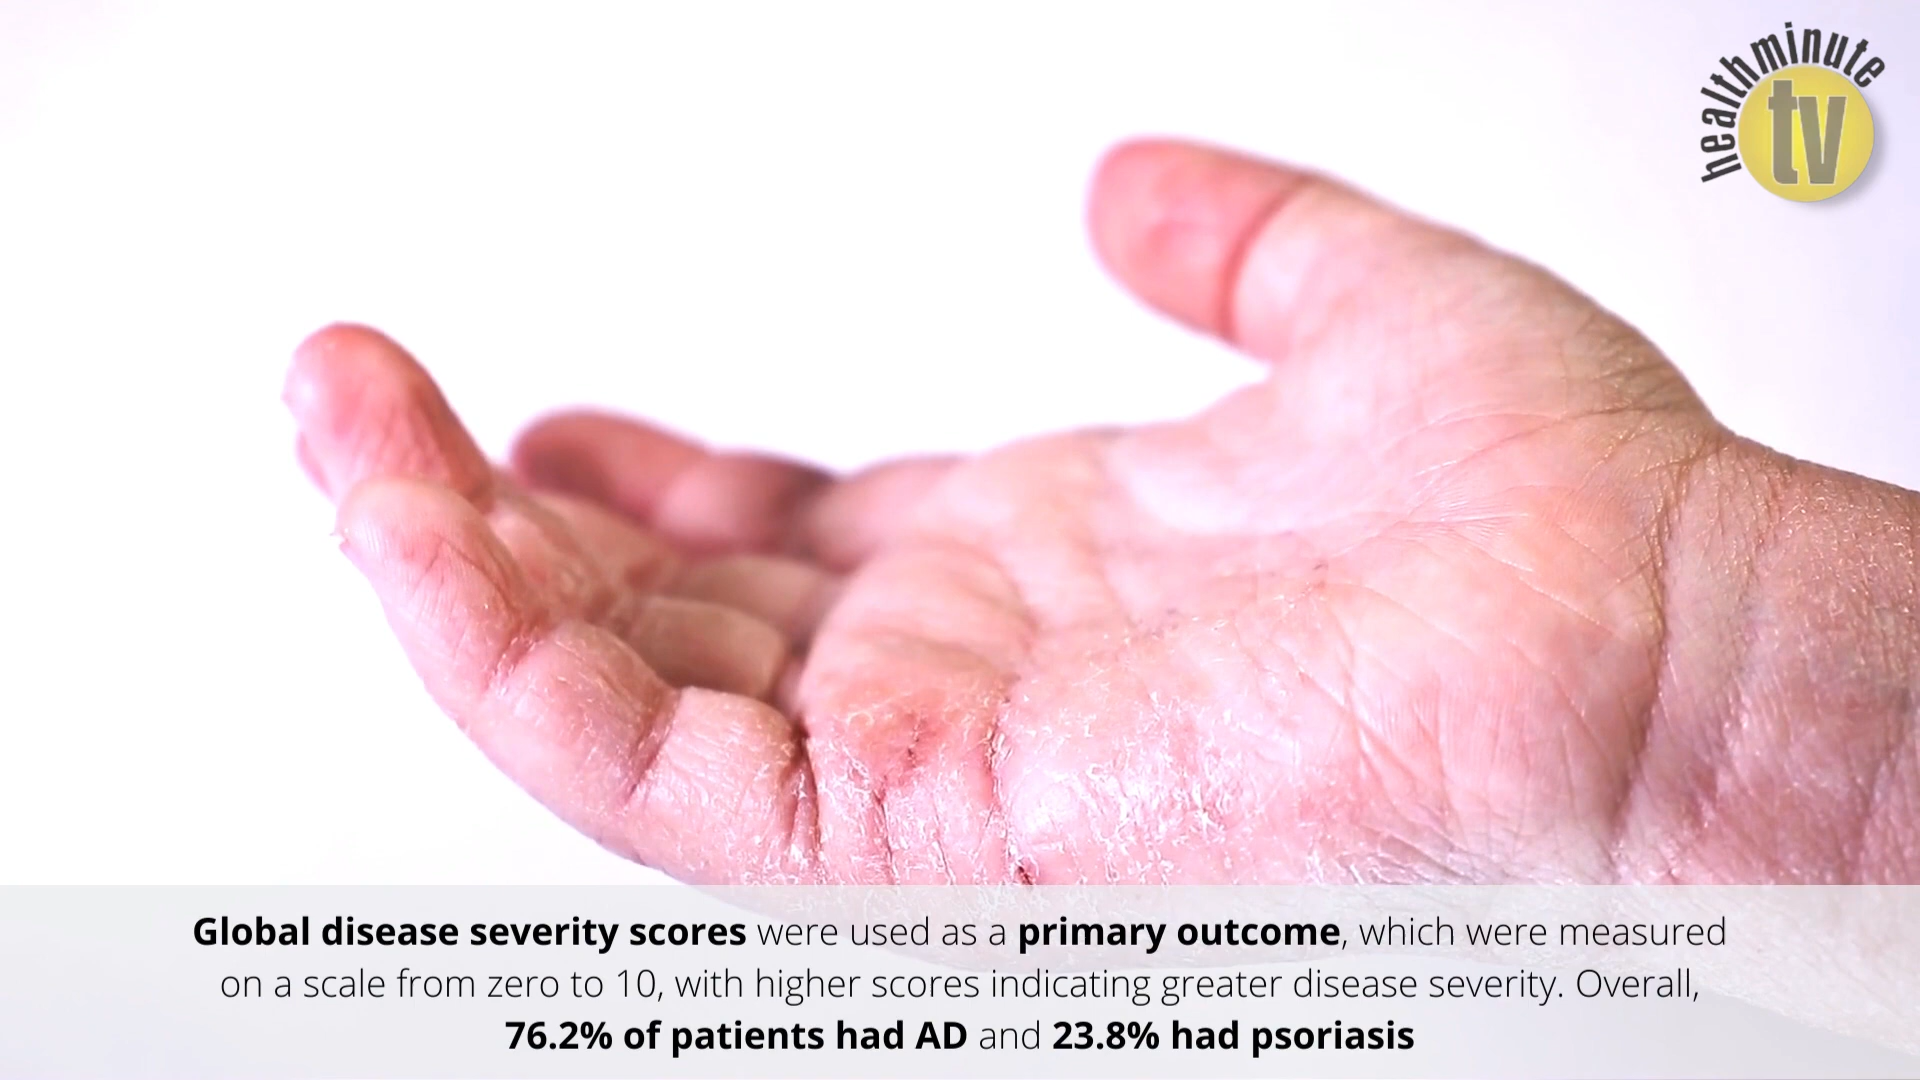 healthminute
tv
Global disease severity scores were used as a primary outcome, which were measured
on a scale from zero to 10, with higher scores indicating greater disease severity. Overall,
76.2% of patients had AD and 23.8% had psoriasis